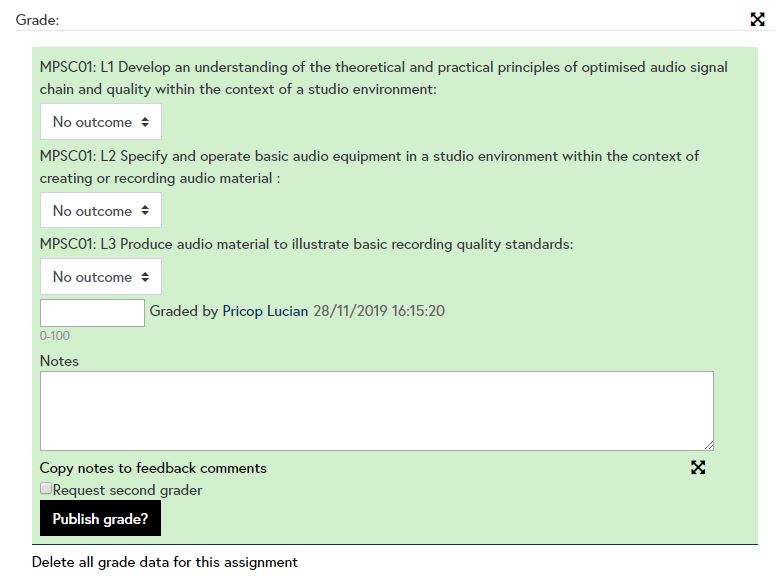 Grade:
MPSC01: L1 Develop an understanding of the theoretical and practical principles of optimised audio signal
chain and quality within the context of a studio environment:
No outcome
MPSC01: L2 Specify and operate basic audio equipment in a studio environment within the context of
creating or recording audio material :
No outcome
MPSC01: L3 Produce audio material to illustrate basic recording quality standards:
No outcome
Graded by Pricop Lucian 28/11/2019 16:15:20
0-100
Notes
Copy notes to feedback comments
Request second grader
Publish grade?
Delete all grade data for this assignment